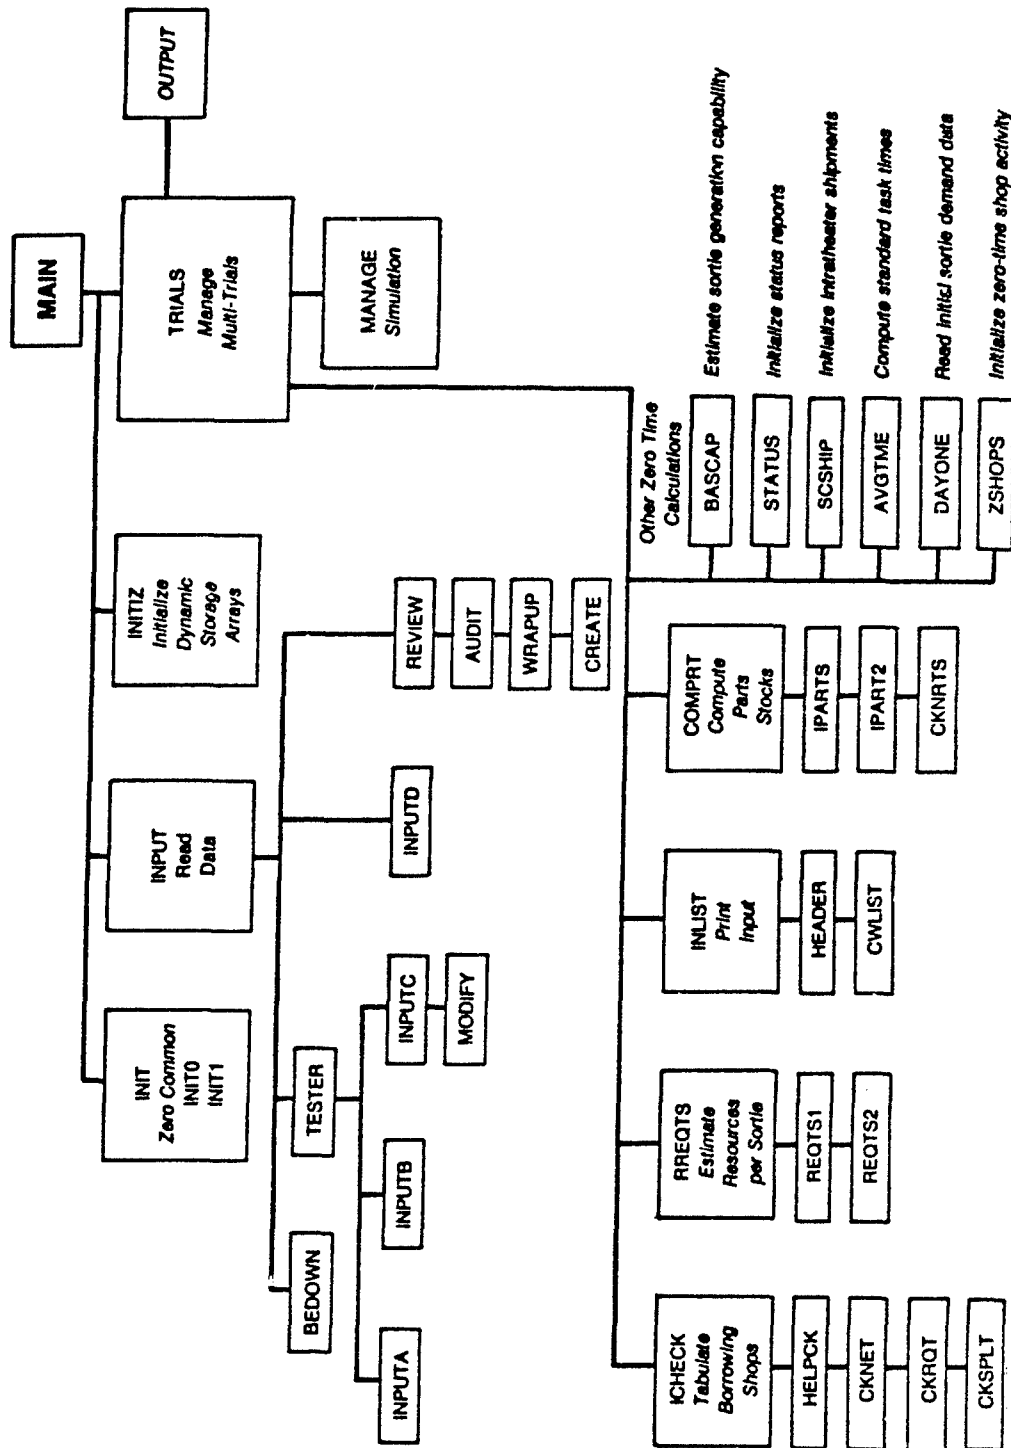 MAIN
OUTPUT
INIT
Zero Common
INIT0
INIT1
INPUT
Read
Data
INITIZ
Initialize
Dynamic
Storage
Arrays
TRIALS
Manage
Multi-Trials
MANAGE
Simulation
BEDOWN
TESTER
INPUTA
INPUTB
INPUTC
MODIFY
INPUTD
REVIEW
AUDIT
WRAPUP
CREATE
ICHECK
Tabulate
Borrowing
Shops
HELPCK
CKNET
CKRQT
CKSPLT
RREQTS
Estimate
Resources
per Sortie
REQTS1
REQTS2
INLIST
Print
Input
HEADER
CWLIST
COMPRT
Compute
Parts
Stocks
IPARTS
IPART2
CKNRTS
Other Zero Time
Calculations
BASCAP Estimate sortie generation capability
STATUS Initialize status reports
SCSHIP Initialize intratheater shipments
AVGTME Compute standard task times
DAYONE Read initial sortie demand data
ZSHOPS Initialize zero-time shop activity